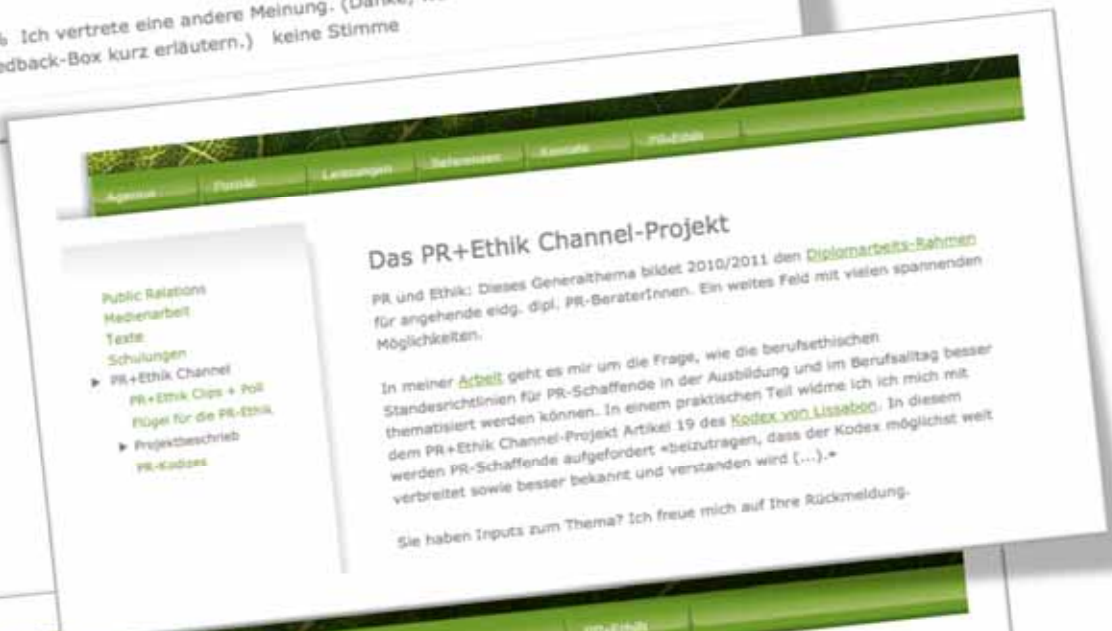 Ich vertrete eine andere Meinung. (Danke,
edback-Box kurz erläutern.) keine Stimme
Agentur Porträt Leistungen Referenzen Kontakt PR+Ethik
Public Relations
Medienarbeit
Texte
Schulungen
PR+Ethik Channel
PR+Ethik Clips + Poll
Flügel für die PR-Ethik
Projektbeschrieb
PR-Kodizes
Das PR+Ethik Channel-Projekt
PR und Ethik: Dieses Generalthema bildet 2010/2011 den Diplomarbeits-Rahmen
für angehende eidg. dipl. PR-BeraterInnen. Ein weites Feld mit vielen spannenden
Möglichkeiten.
In meiner Arbeit geht es mir um die Frage, wie die berufsethischen
Standesrichtlinien für PR-Schaffende in der Ausbildung und im Berufsalltag besser
thematisiert werden können. In einem praktischen Teil widme ich ich mich mit
dem PR+Ethik Channel-Projekt Artikel 19 des Kodex von Lissabon. In diesem
werden PR-Schaffende aufgefordert «beizutragen, dass der Kodex möglichst weit
verbreitet sowie besser bekannt und verstanden wird (...).»
Sie haben Inputs zum Thema? Ich freue mich auf Ihre Rückmeldung.
PR+Ethik